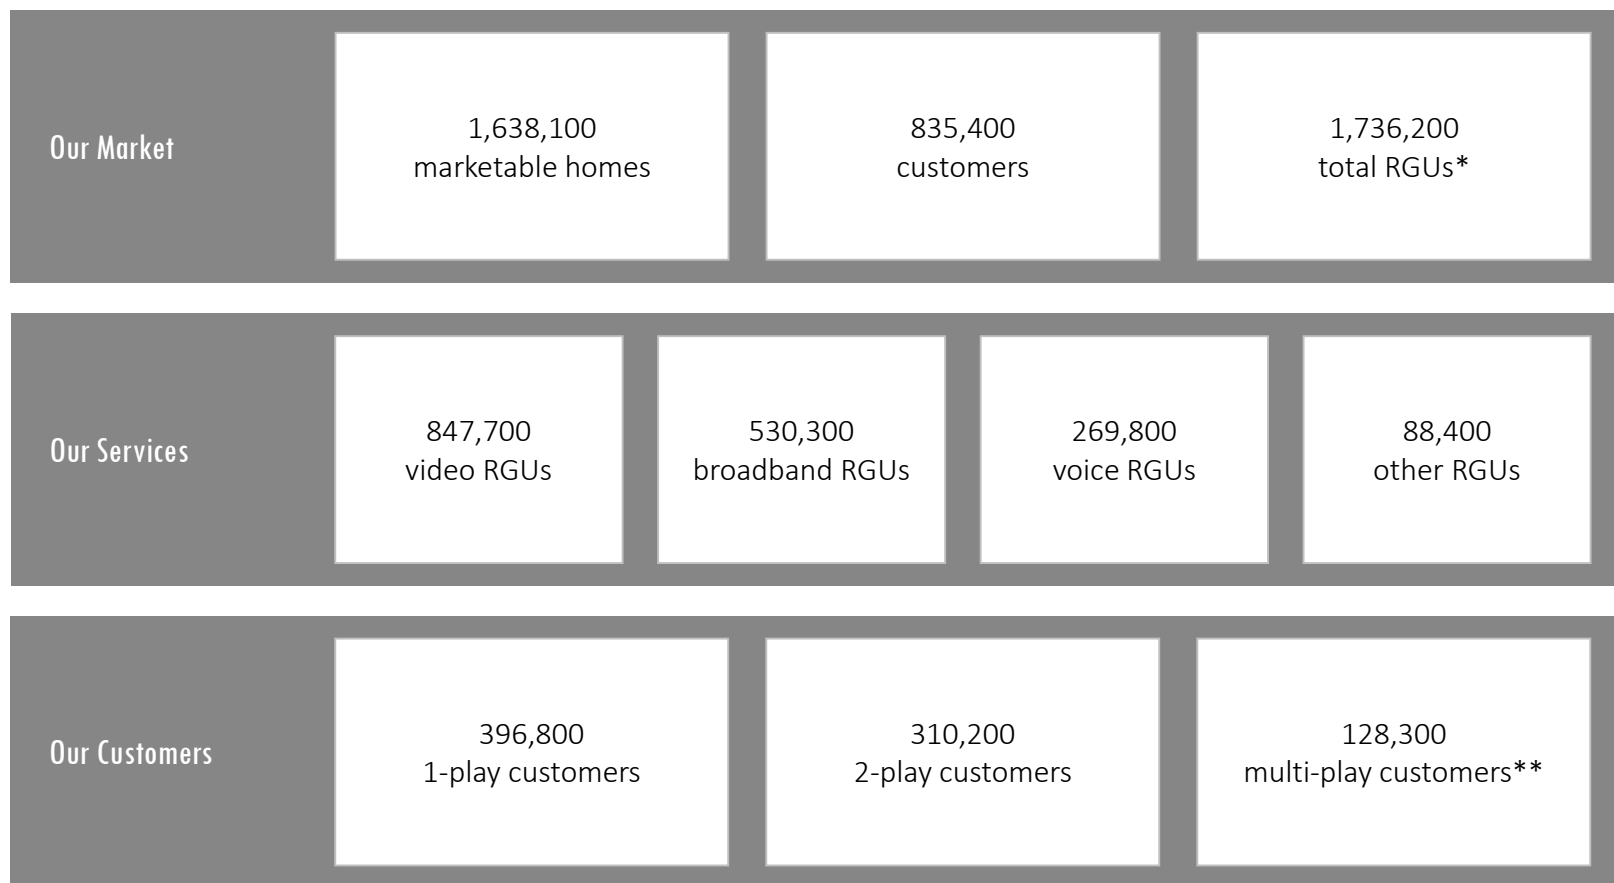 Our Market
1,638,100
marketable homes
835,400
customers
1,736,200
total RGUs*
Our Services
847,700
video RGUs
530,300
broadband RGUs
269,800
voice RGUs
88,400
other RGUs
Our Customers
396,800
1-play customers
310,200
2-play customers
128,300
multi-play customers**